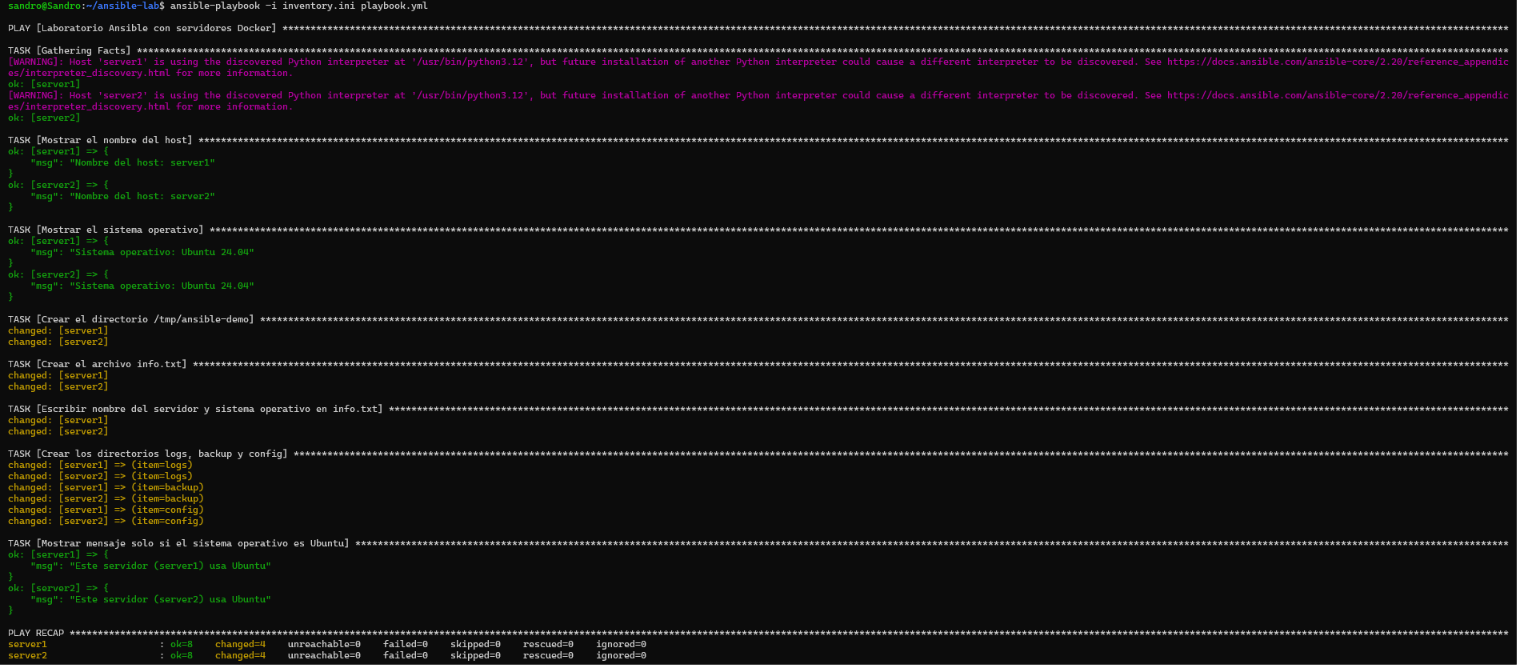 sandro@Sandro:~/ansible-lab$ ansible-playbook -i inventory.ini playbook.yml
PLAY [Laboratorio Ansible con servidores Docker] ****************************************************************************************************
TASK [Gathering Facts] ****************************************************************************************************
[WARNING]: Host 'server1' is using the discovered Python interpreter at '/usr/bin/python3.12', but future installation of another Python interpreter could cause a different interpreter to be discovered. See https://docs.ansible.com/ansible-core/2.20/reference_appendic
es/interpreter_discovery.html for more information.
ok: [server1]
[WARNING]: Host 'server2' is using the discovered Python interpreter at '/usr/bin/python3.12', but future installation of another Python interpreter could cause a different interpreter to be discovered. See https://docs.ansible.com/ansible-core/2.20/reference_appendic
es/interpreter_discovery.html for more information.
ok: [server2]
TASK [Mostrar el nombre del host] ****************************************************************************************************
ok: [server1] => {
    "msg": "Nombre del host: server1"
}
ok: [server2] => {
    "msg": "Nombre del host: server2"
}
TASK [Mostrar el sistema operativo] ****************************************************************************************************
ok: [server1] => {
    "msg": "Sistema operativo: Ubuntu 24.04"
}
ok: [server2] => {
    "msg": "Sistema operativo: Ubuntu 24.04"
}
TASK [Crear el directorio /tmp/ansible-demo] ****************************************************************************************************
changed: [server1]
changed: [server2]
TASK [Crear el archivo info.txt] ****************************************************************************************************
changed: [server1]
changed: [server2]
TASK [Escribir nombre del servidor y sistema operativo en info.txt] ****************************************************************************************************
changed: [server1]
changed: [server2]
TASK [Crear los directorios logs, backup y config] ****************************************************************************************************
changed: [server1] => (item=logs)
changed: [server2] => (item=logs)
changed: [server1] => (item=backup)
changed: [server2] => (item=backup)
changed: [server1] => (item=config)
changed: [server2] => (item=config)
TASK [Mostrar mensaje solo si el sistema operativo es Ubuntu] ****************************************************************************************************
ok: [server1] => {
    "msg": "Este servidor (server1) usa Ubuntu"
}
ok: [server2] => {
    "msg": "Este servidor (server2) usa Ubuntu"
}
PLAY RECAP ****************************************************************************************************
server1                    : ok=8    changed=4    unreachable=0    failed=0    skipped=0    rescued=0    ignored=0
server2                    : ok=8    changed=4    unreachable=0    failed=0    skipped=0    rescued=0    ignored=0